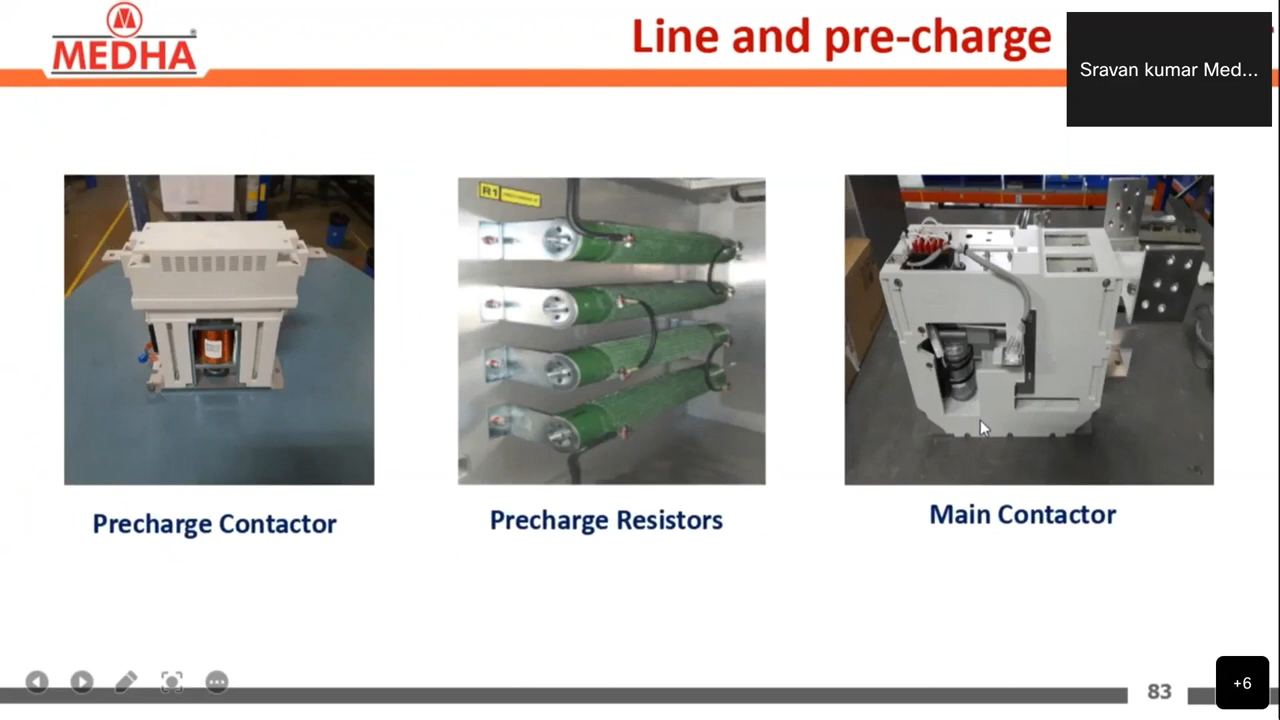 MEDHA
Line and pre-charge
Sravan kumar Med...
R1
Precharge Contactor
Precharge Resistors
Main Contactor
83
+6